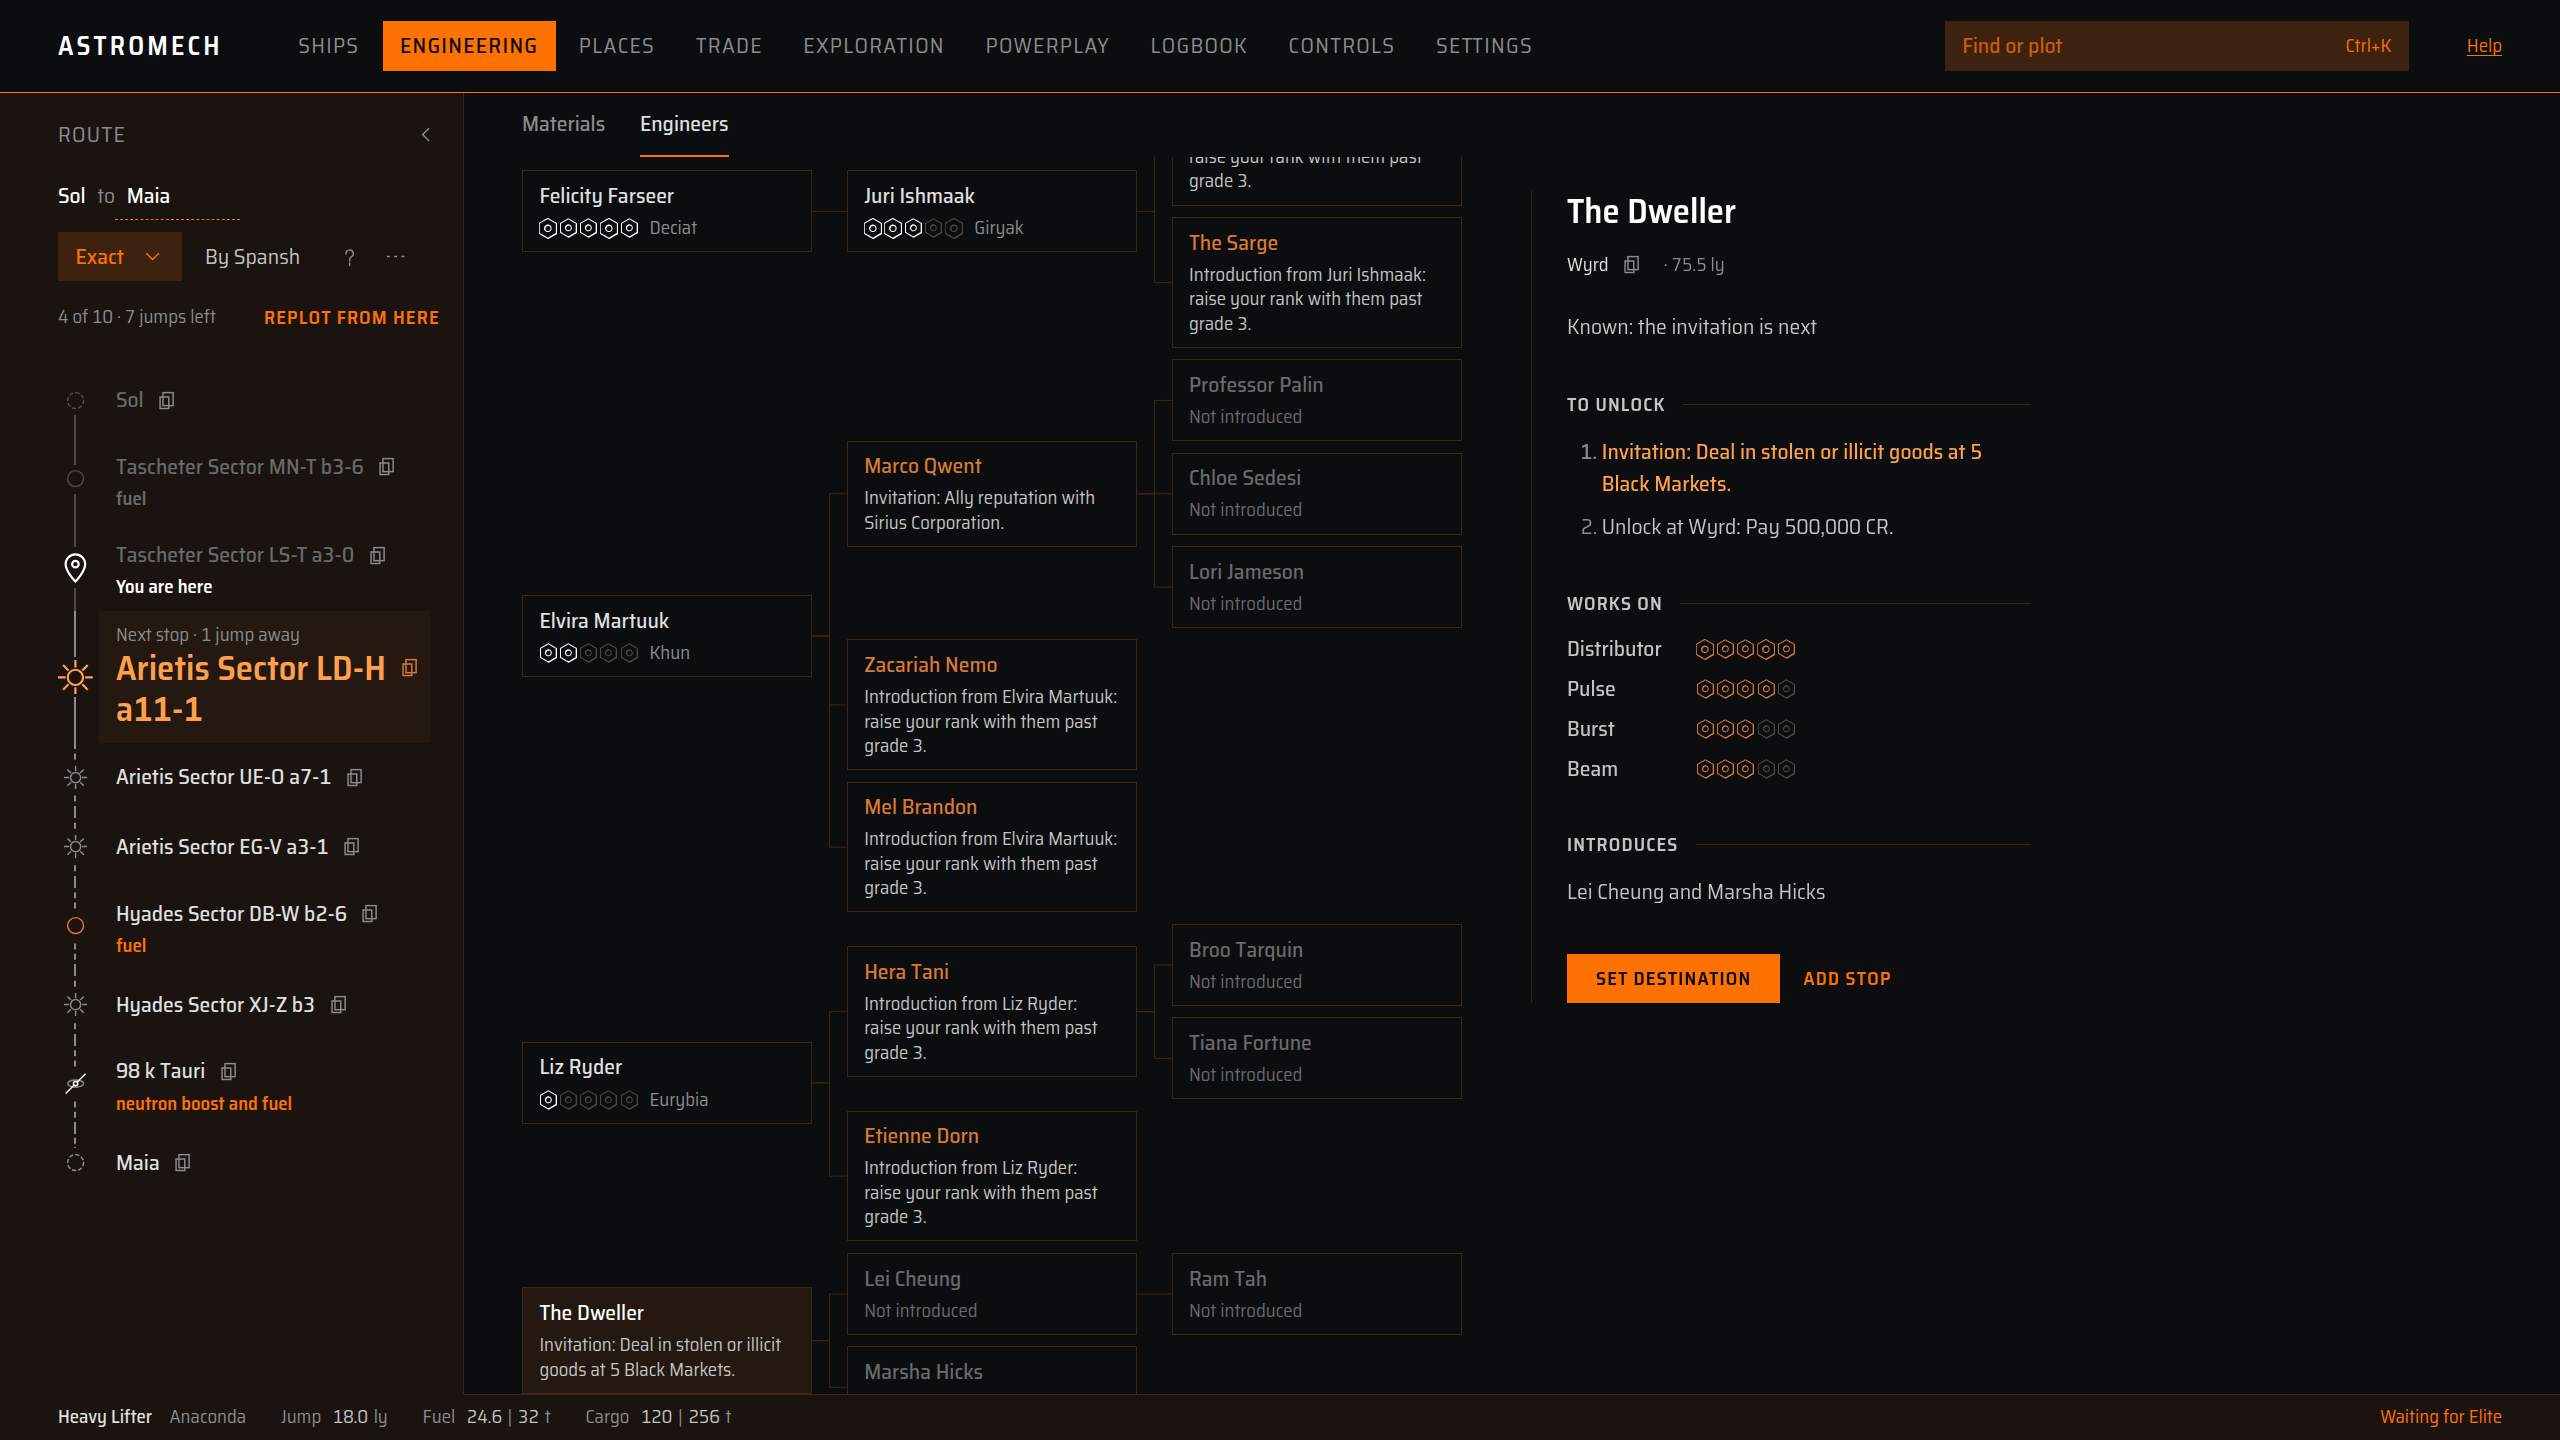 ASTROMECH
SHIPS
ENGINEERING
PLACES
TRADE
EXPLORATION
POWERPLAY
LOGBOOK
CONTROLS
SETTINGS
Find or plot
Ctrl+K
Help
ROUTE
Sol to Maia
Exact
By Spansh
?
4 of 10 · 7 jumps left
REPLOT FROM HERE
Sol
Tascheter Sector MN-T b3-6
fuel
Tascheter Sector LS-T a3-0
You are here
Next stop · 1 jump away
Arietis Sector LD-H
a11-1
Arietis Sector UE-O a7-1
Arietis Sector EG-V a3-1
Hyades Sector DB-W b2-6
fuel
Hyades Sector XJ-Z b3
98 k Tauri
neutron boost and fuel
Maia
Materials
Engineers
Felicity Farseer
Deciat
Juri Ishmaak
Giryak
raise your rank with them past
grade 3.
The Sarge
Introduction from Juri Ishmaak:
raise your rank with them past
grade 3.
Elvira Martuuk
Khun
Marco Qwent
Invitation: Ally reputation with
Sirius Corporation.
Professor Palin
Not introduced
Chloe Sedesi
Not introduced
Lori Jameson
Not introduced
Zacariah Nemo
Introduction from Elvira Martuuk:
raise your rank with them past
grade 3.
Mel Brandon
Introduction from Elvira Martuuk:
raise your rank with them past
grade 3.
Liz Ryder
Eurybia
Hera Tani
Introduction from Liz Ryder:
raise your rank with them past
grade 3.
Broo Tarquin
Not introduced
Tiana Fortune
Not introduced
Etienne Dorn
Introduction from Liz Ryder:
raise your rank with them past
grade 3.
The Dweller
Invitation: Deal in stolen or illicit
goods at 5 Black Markets.
Lei Cheung
Not introduced
Ram Tah
Not introduced
Marsha Hicks
The Dweller
Wyrd · 75.5 ly
Known: the invitation is next
TO UNLOCK
1. Invitation: Deal in stolen or illicit goods at 5
Black Markets.
2. Unlock at Wyrd: Pay 500,000 CR.
WORKS ON
Distributor
Pulse
Burst
Beam
INTRODUCES
Lei Cheung and Marsha Hicks
SET DESTINATION
ADD STOP
Heavy Lifter Anaconda Jump 18.0 ly Fuel 24.6 | 32 t Cargo 120 | 256 t
Waiting for Elite